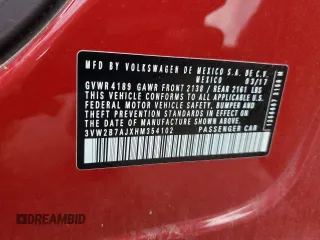 MFD BY VOLKSWAGEN DE MEXICO S.A. DE C.V.
DE MEXICO 03/17
GVWR 4189 GAWR FRONT 2138 / REAR 2161 LBS
THIS VEHICLE CONFORMS TO ALL APPLICABLE
FEDERAL MOTOR VEHICLE SAFETY, BUMPER AND
THEFT PREVENTION STANDARDS IN EFFECT ON
THE DATE OF MANUFACTURE SHOWN ABOVE
3VW287AJXHM354102 PASSENGER CAR
DREAMBID